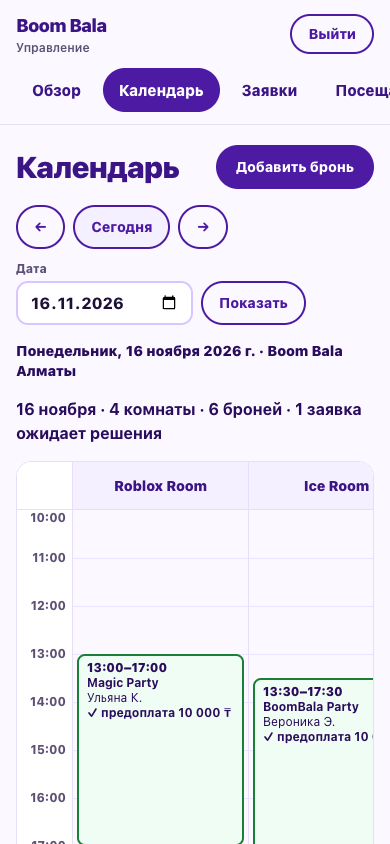 Boom Bala
Управление
Выйти
Обзор
Календарь
Заявки
Календарь
Добавить бронь
←
Сегодня
→
Дата
16.11.2026
Показать
Понедельник, 16 ноября 2026 г. · Boom Bala
Алматы
16 ноября · 4 комнаты · 6 броней · 1 заявка
ожидает решения
Roblox Room
Ice Room
10:00
11:00
12:00
13:00
13:00–17:00
Magic Party
Ульяна К.
✓ предоплата 10 000 ₸
13:30–17:30
BoomBala Party
Вероника Э.
✓ предоплата 10
14:00
15:00
16:00